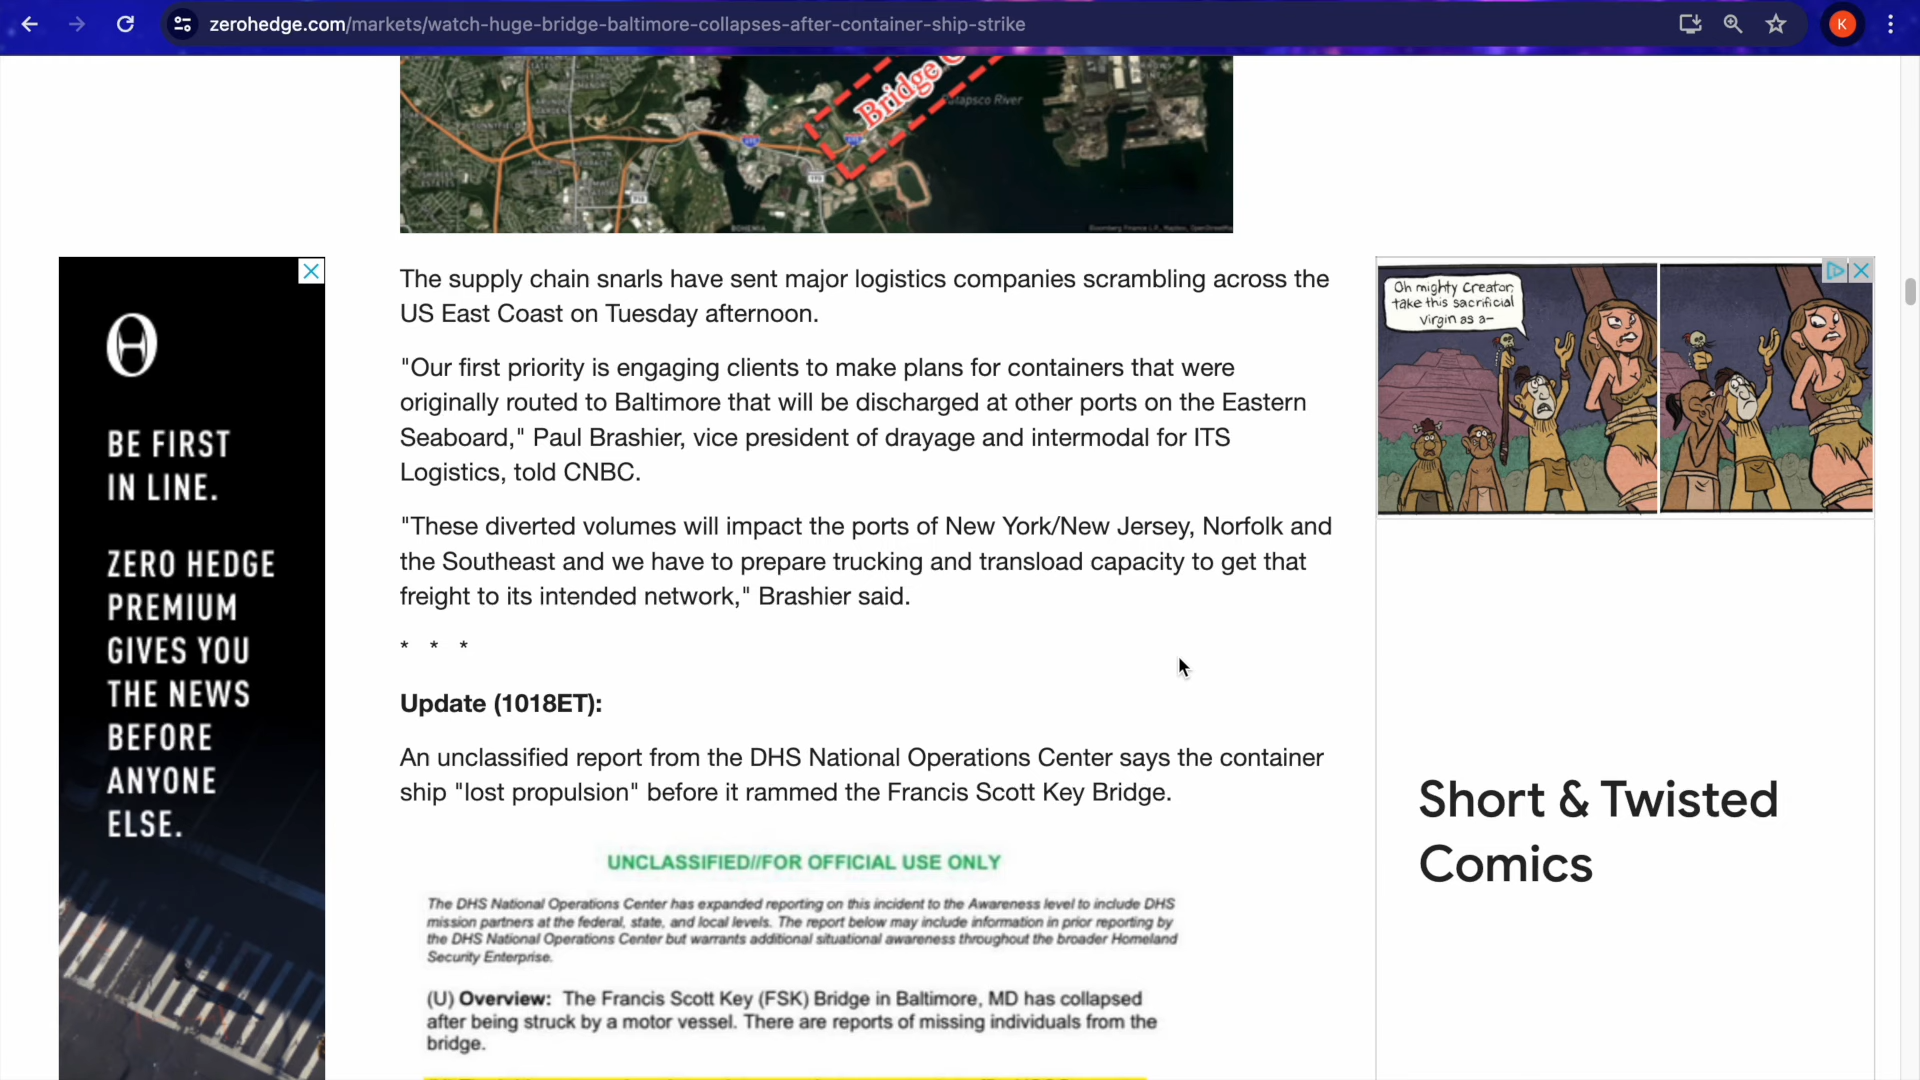 zerohedge.com/markets/watch-huge-bridge-baltimore-collapses-after-container-ship-strike
K
Bridge
Patapsco River
The supply chain snarls have sent major logistics companies scrambling across the
US East Coast on Tuesday afternoon.
"Our first priority is engaging clients to make plans for containers that were
originally routed to Baltimore that will be discharged at other ports on the Eastern
Seaboard," Paul Brashier, vice president of drayage and intermodal for ITS
Logistics, told CNBC.
"These diverted volumes will impact the ports of New York/New Jersey, Norfolk and
the Southeast and we have to prepare trucking and transload capacity to get that
freight to its intended network," Brashier said.
* * *
Update (1018ET):
An unclassified report from the DHS National Operations Center says the container
ship "lost propulsion" before it rammed the Francis Scott Key Bridge.
UNCLASSIFIED//FOR OFFICIAL USE ONLY
The DHS National Operations Center has expanded reporting on this incident to the Awareness level to include DHS
mission partners at the federal, state, and local levels. The report below may include information in prior reporting by
the DHS National Operations Center but warrants additional situational awareness throughout the broader Homeland
Security Enterprise.
(U) Overview: The Francis Scott Key (FSK) Bridge in Baltimore, MD has collapsed
after being struck by a motor vessel. There are reports of missing individuals from the
bridge.
BE FIRST
IN LINE.
ZERO HEDGE
PREMIUM
GIVES YOU
THE NEWS
BEFORE
ANYONE
ELSE.
Oh mighty Creator,
take this sacrificial
virgin as a-
Short & Twisted
Comics